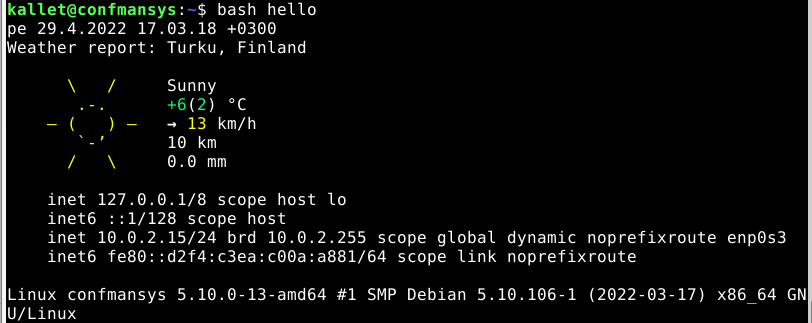 kallet@confmansys:~$ bash hello
pe 29.4.2022 17.03.18 +0300
Weather report: Turku, Finland

      \   /     Sunny
       .-.      +6(2) °C
    ― (   ) ―   → 13 km/h
       `-’      10 km
      /   \     0.0 mm

    inet 127.0.0.1/8 scope host lo
    inet6 ::1/128 scope host
    inet 10.0.2.15/24 brd 10.0.2.255 scope global dynamic noprefixroute enp0s3
    inet6 fe80::d2f4:c3ea:c00a:a881/64 scope link noprefixroute

Linux confmansys 5.10.0-13-amd64 #1 SMP Debian 5.10.106-1 (2022-03-17) x86_64 GN
U/Linux